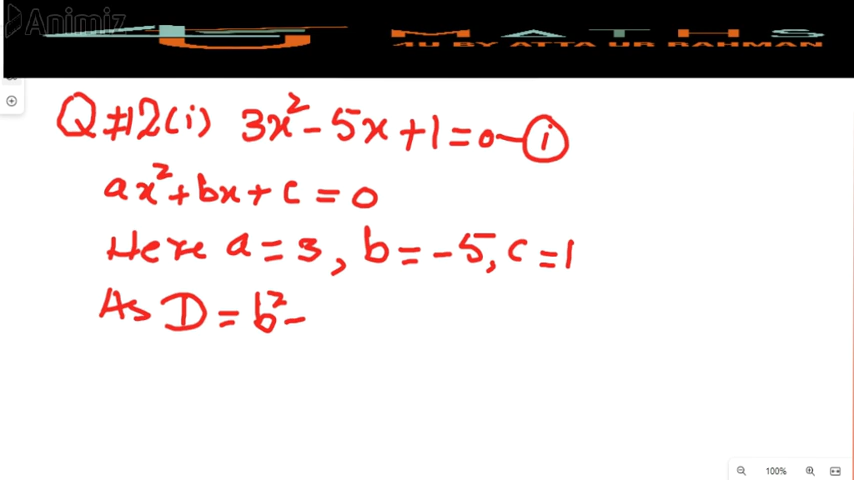 Animiz
M A T H S
4U BY ATTA UR RAHMAN
Q#2(i) 3x²-5x+1=0-(i)
ax²+bx+c=0
Here a=3, b=-5, c=1
As D=b²-
100%